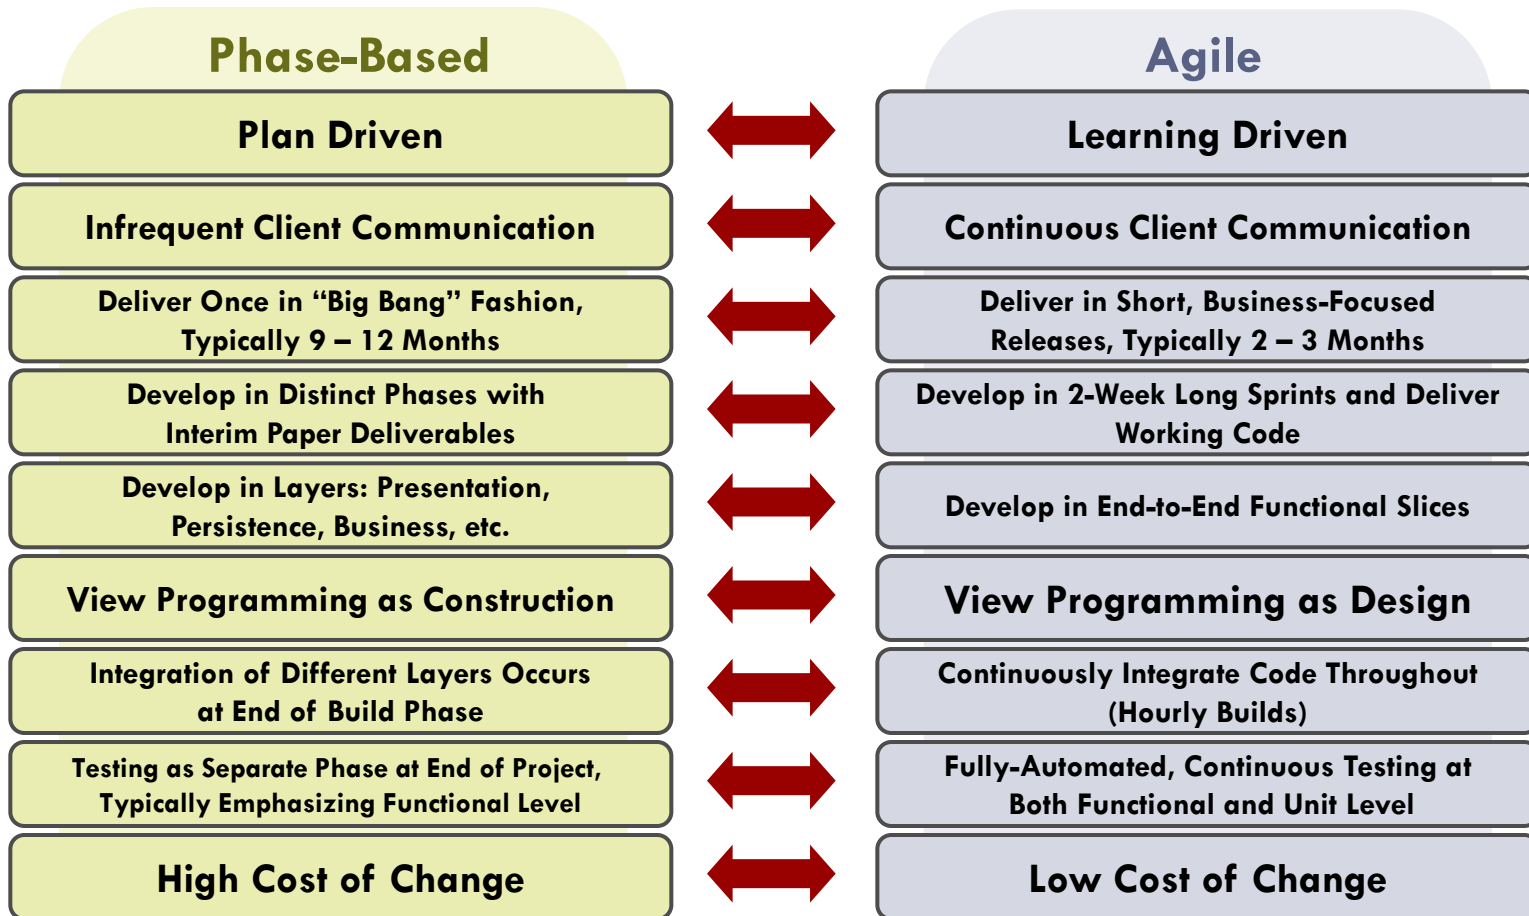 Phase-Based
Agile
Plan Driven
Learning Driven
Infrequent Client Communication
Continuous Client Communication
Deliver Once in “Big Bang” Fashion,
Typically 9 – 12 Months
Deliver in Short, Business-Focused
Releases, Typically 2 – 3 Months
Develop in Distinct Phases with
Interim Paper Deliverables
Develop in 2-Week Long Sprints and Deliver
Working Code
Develop in Layers: Presentation,
Persistence, Business, etc.
Develop in End-to-End Functional Slices
View Programming as Construction
View Programming as Design
Integration of Different Layers Occurs
at End of Build Phase
Continuously Integrate Code Throughout
(Hourly Builds)
Testing as Separate Phase at End of Project,
Typically Emphasizing Functional Level
Fully-Automated, Continuous Testing at
Both Functional and Unit Level
High Cost of Change
Low Cost of Change